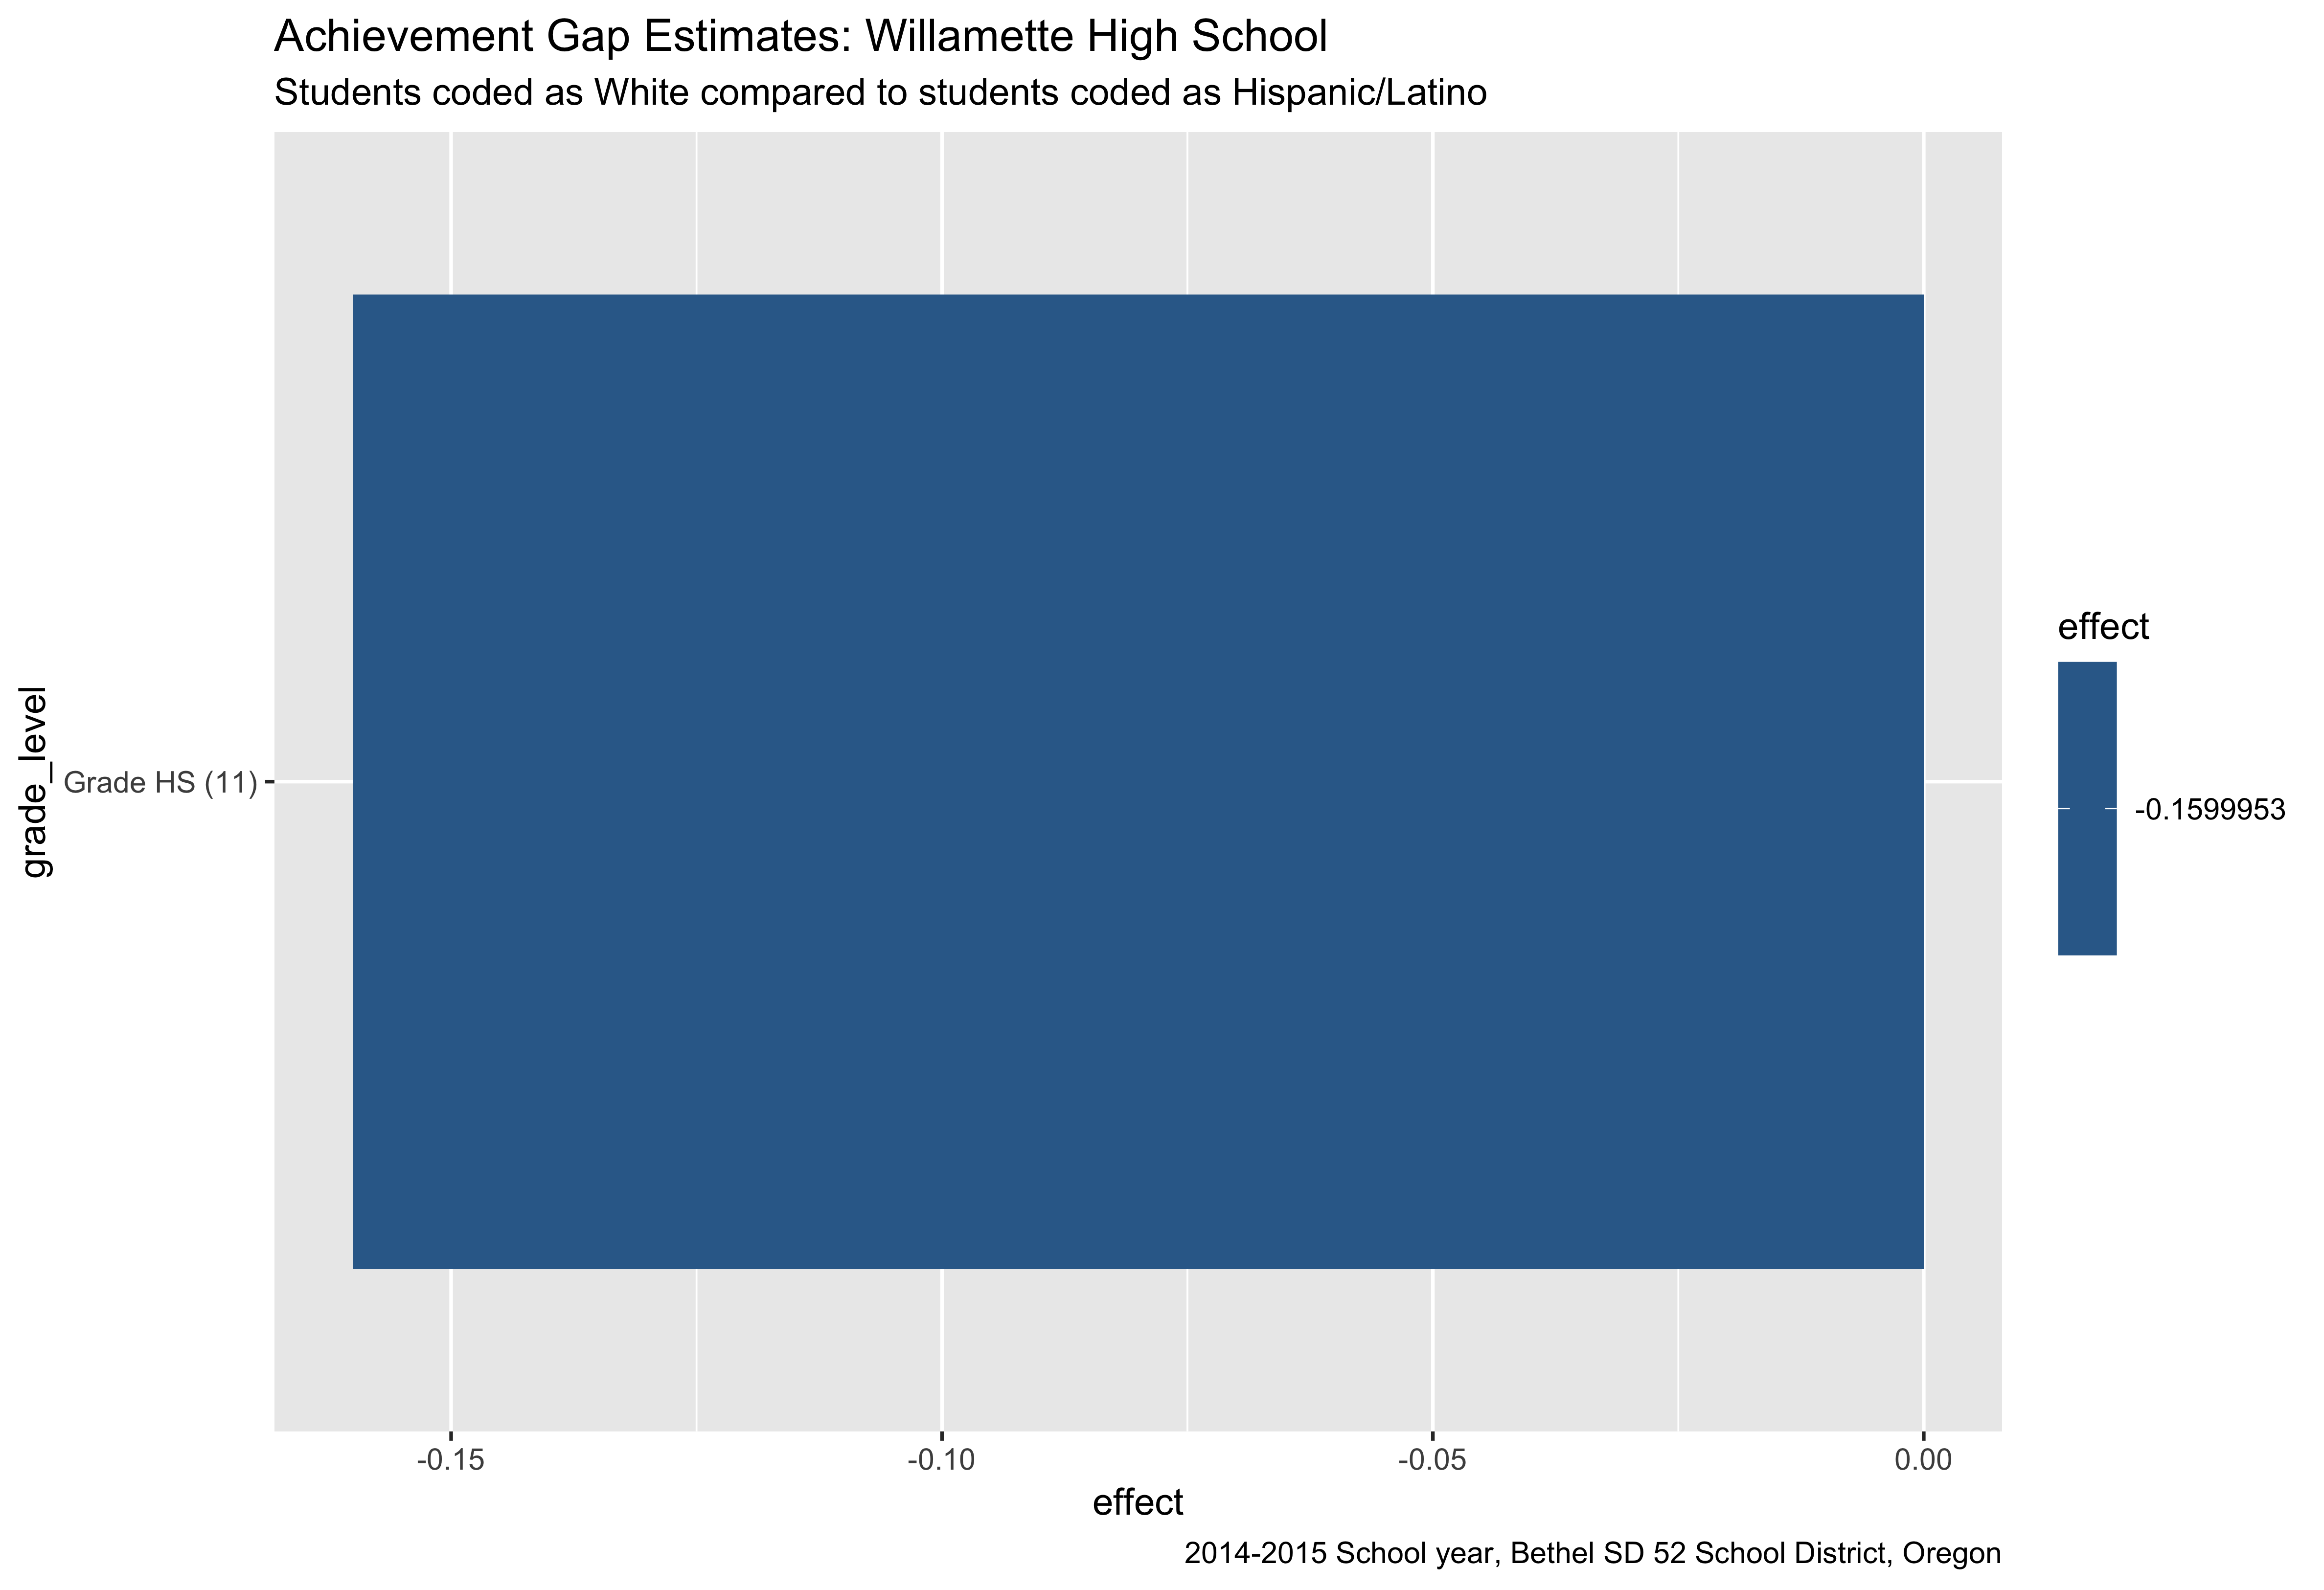 Achievement Gap Estimates: Willamette High School
Students coded as White compared to students coded as Hispanic/Latino
grade_level
Grade HS (11)
effect
-0.1599953
-0.15
-0.10
-0.05
0.00
effect
2014-2015 School year, Bethel SD 52 School District, Oregon